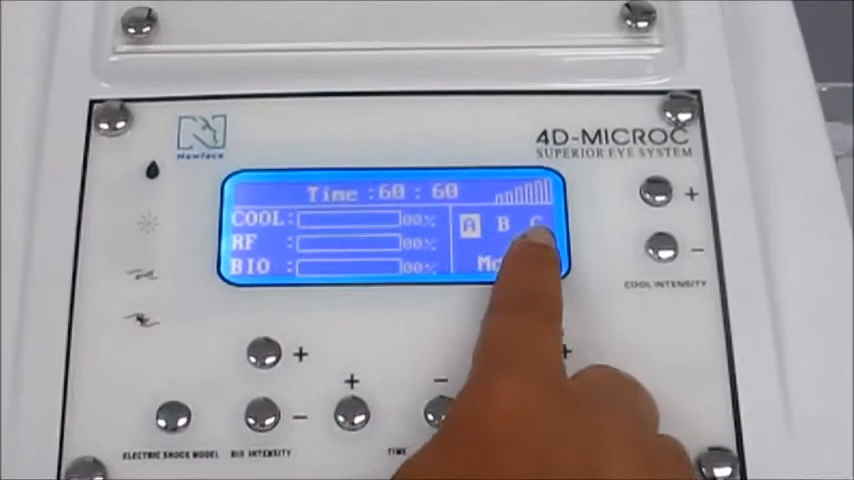 Newface
4D-MICROC
SUPERIOR EYE SYSTEM
Time :60 : 60
COOL: 00%
RF : 00%
BIO : 00%
A B C
+
-
COOL INTENSITY
+
-
+
-
+
ELECTRIC SHOCK MODEL
BIO INTENSITY
TIME